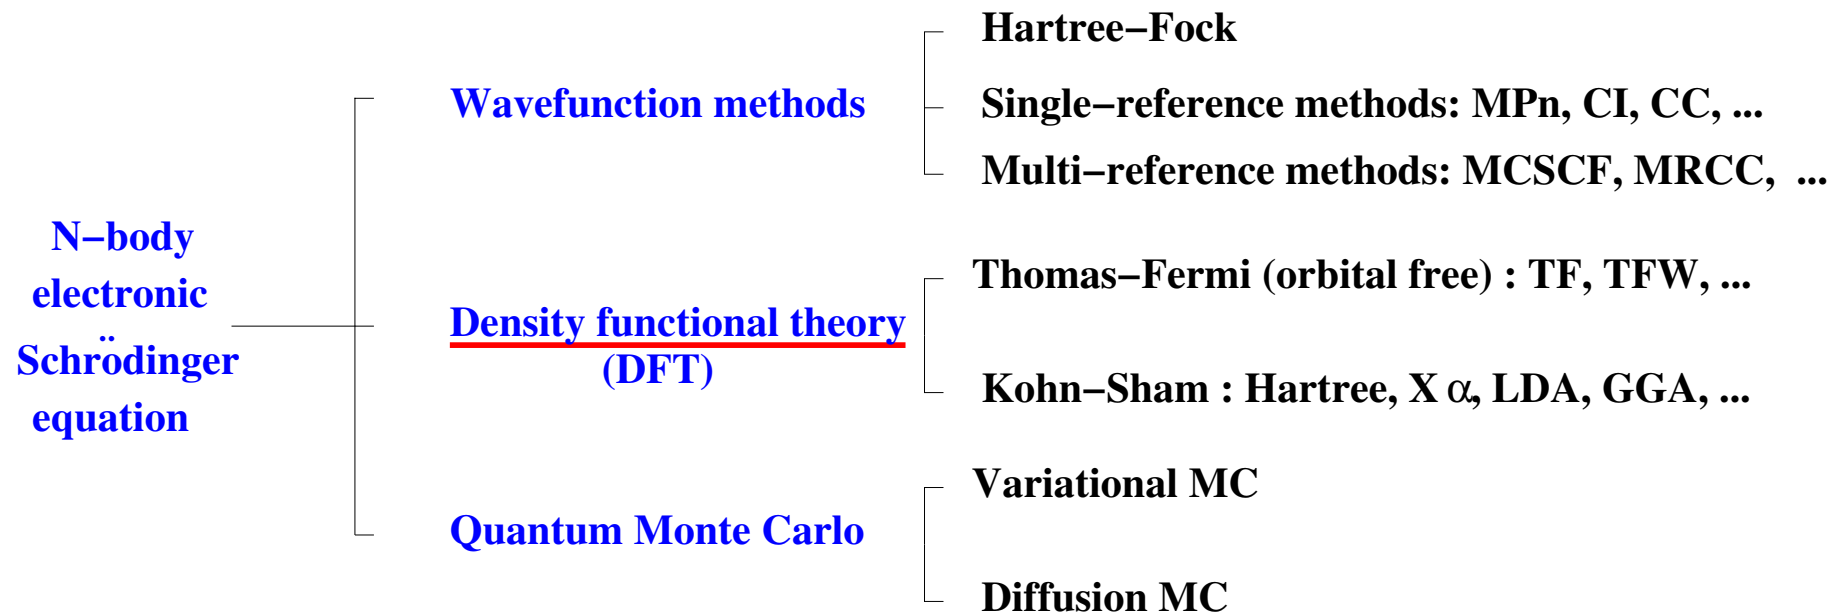 N−body
electronic
Schrödinger
equation
Wavefunction methods
Hartree−Fock
Single−reference methods: MPn, CI, CC, ...
Multi−reference methods: MCSCF, MRCC, ...
Density functional theory
(DFT)
Thomas−Fermi (orbital free) : TF, TFW, ...
Kohn−Sham : Hartree, X α, LDA, GGA, ...
Quantum Monte Carlo
Variational MC
Diffusion MC